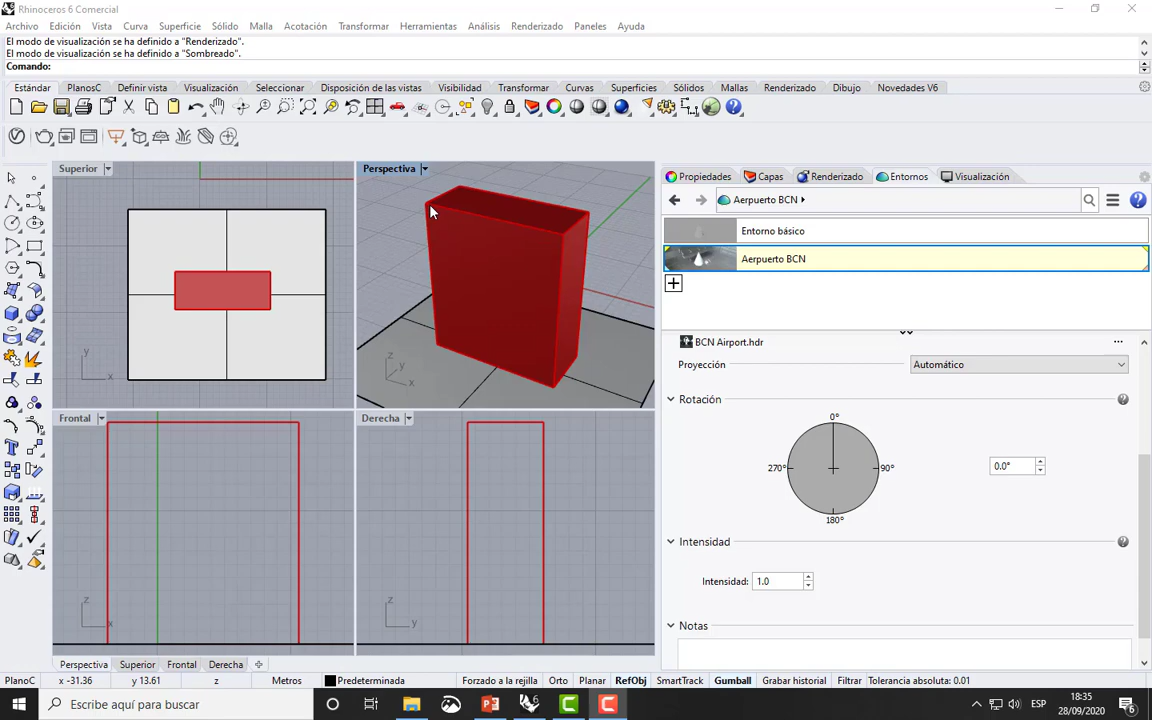 Rhinoceros 6 Comercial
Archivo Edición Vista Curva Superficie Sólido Malla Acotación Transformar Herramientas Análisis Renderizado Paneles Ayuda
El modo de visualización se ha definido a "Renderizado".
El modo de visualización se ha definido a "Sombreado".
Comando:
Estándar PlanosC Definir vista Visualización Seleccionar Disposición de las vistas Visibilidad Transformar Curvas Superficies Sólidos Mallas Renderizado Dibujo Novedades V6
Superior
Perspectiva
Propiedades Capas Renderizado Entornos Visualización
Aerpuerto BCN
Entorno básico
Aerpuerto BCN
BCN Airport.hdr
Proyección Automático
Rotación
0°
270° 90° 0.0°
180°
Intensidad
Intensidad: 1.0
Notas
y
x
z
y
x
Frontal
Derecha
z
x
z
y
Perspectiva Superior Frontal Derecha
PlanoC x -31.36 y 13.61 z Metros Predeterminada Forzado a la rejilla Orto Planar RefObj SmartTrack Gumball Grabar historial Filtrar Tolerancia absoluta: 0.01
Escribe aquí para buscar
ESP
18:35
28/09/2020
6